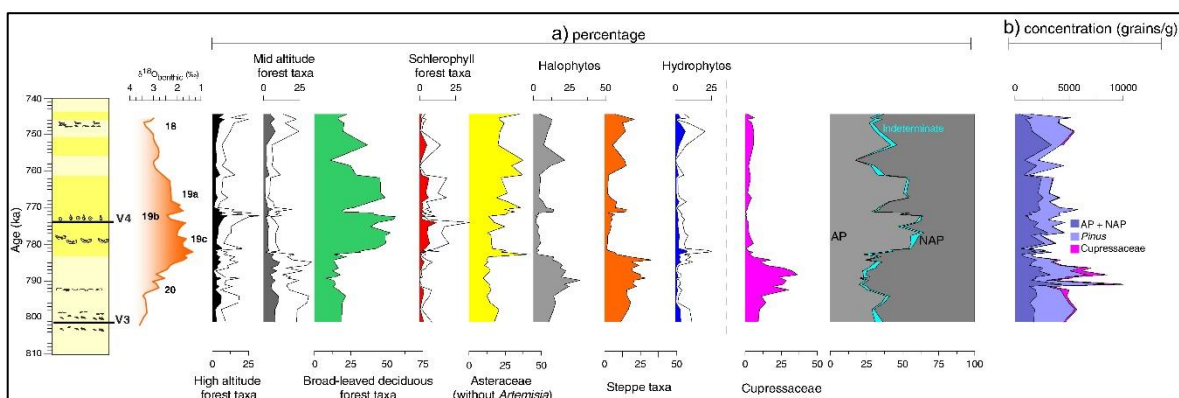 a) percentage
b) concentration (grains/g)
δ18Obenthic (‰)
4 3 2 1
Mid altitude
forest taxa
0 25
Schlerophyll
forest taxa
0 25
Halophytes
0 25 50
Hydrophytes
0 25
0 5000 10000
Age (ka)
740
750
760
770
780
790
800
810
18
19a
19b
19c
20
V4
V3
Indeterminate
AP
NAP
AP + NAP
Pinus
Cupressaceae
0 25
High altitude
forest taxa
0 25 50 75
Broad-leaved deciduous
forest taxa
0 25 50
Asteraceae
(without Artemisia)
0 25 50
Steppe taxa
0 25 50
Cupressaceae
0 25 50 75 100